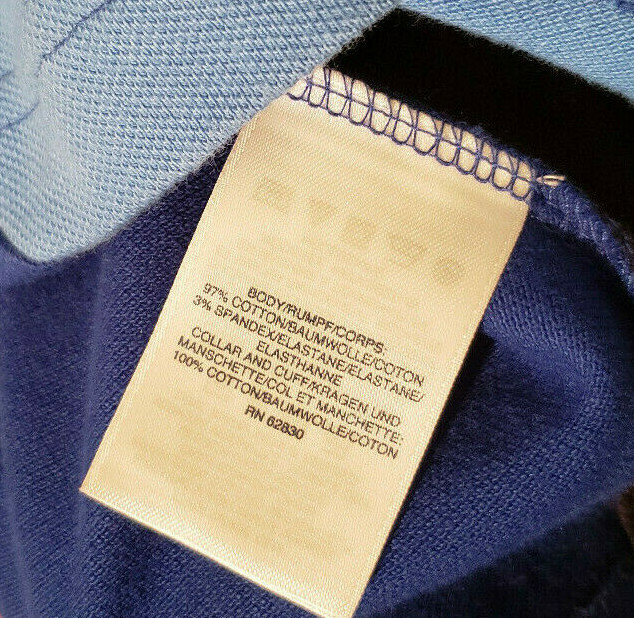 BODY/RUMPF/CORPS:
97% COTTON/BAUMWOLLE/COTON
3% SPANDEX/ELASTANE/ELASTANE/
ELASTHANNE
COLLAR AND CUFF/KRAGEN UND
MANSCHETTE/COL ET MANCHETTE:
100% COTTON/BAUMWOLLE/COTON
RN 62830